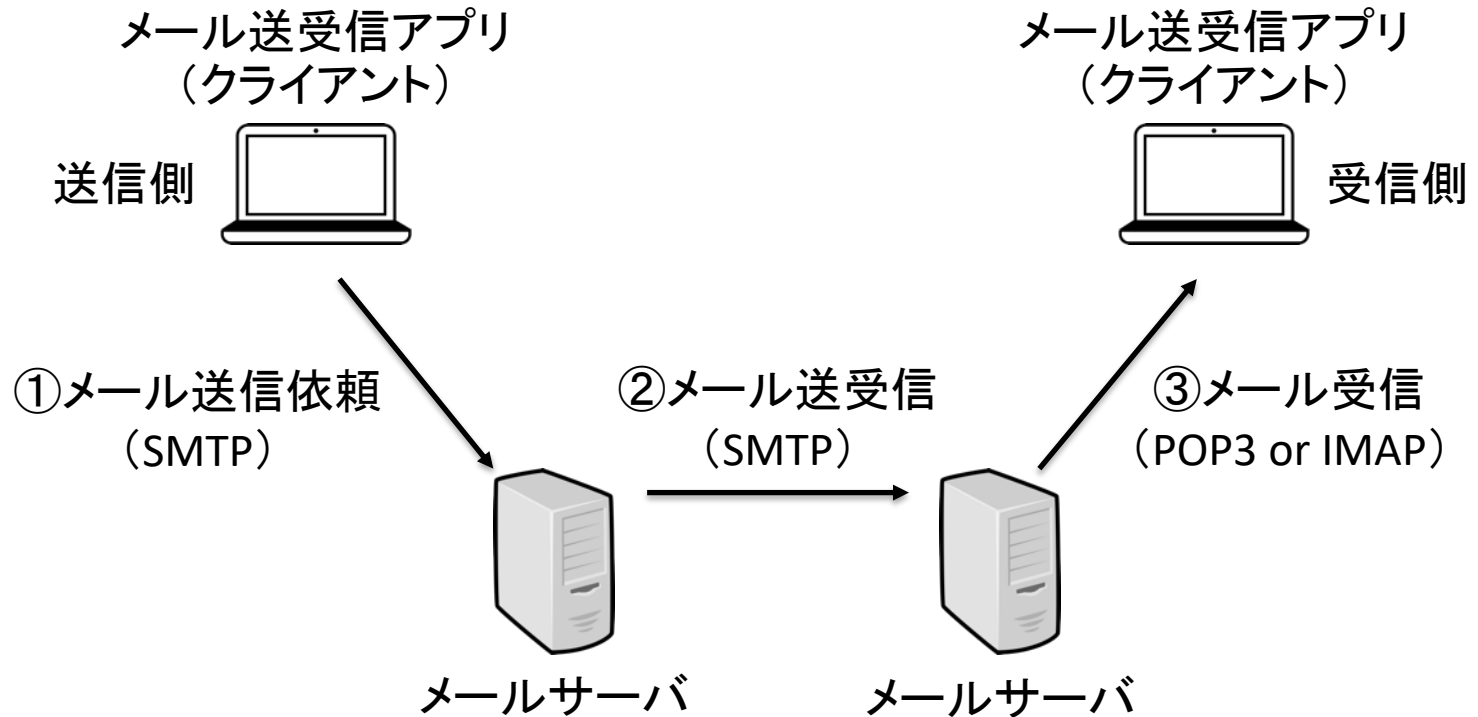 メール送受信アプリ
（クライアント）
送信側
メール送受信アプリ
（クライアント）
受信側
①メール送信依頼
（SMTP）
②メール送受信
（SMTP）
③メール受信
（POP3 or IMAP）
メールサーバ
メールサーバ